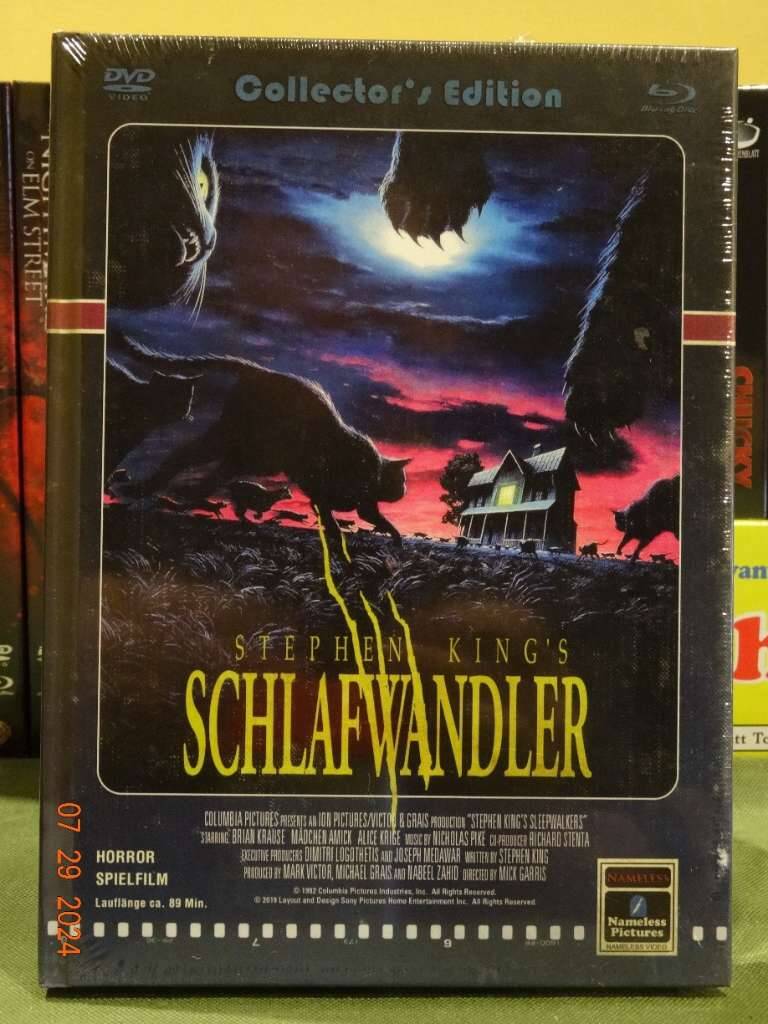 DVD
VIDEO
Collector's Edition
Blu-ray Disc
ON ELM STREET
CHUCKY
STEPHEN KING'S
SCHLAFWANDLER
COLUMBIA PICTURES PRESENTS AN ION PICTURES/VICTOR & GRAIS PRODUCTION "STEPHEN KING'S SLEEPWALKERS"
STARRING BRIAN KRAUSE MÄDCHEN AMICK ALICE KRIGE MUSIC BY NICHOLAS PIKE CO-PRODUCER RICHARD STENTA
EXECUTIVE PRODUCERS DIMITRI LOGOTHETIS AND JOSEPH MEDAWAR WRITTEN BY STEPHEN KING
PRODUCED BY MARK VICTOR, MICHAEL GRAIS AND NABEEL ZAHID DIRECTED BY MICK GARRIS
© 1992 Columbia Pictures Industries, Inc. All Rights Reserved.
© 2019 Layout and Design Sony Pictures Home Entertainment Inc. All Rights Reserved.
HORROR
SPIELFILM
Lauflänge ca. 89 Min.
NAMELESS
Nameless
Pictures
NAMELESS VIDEO
7
6
07 29 2024